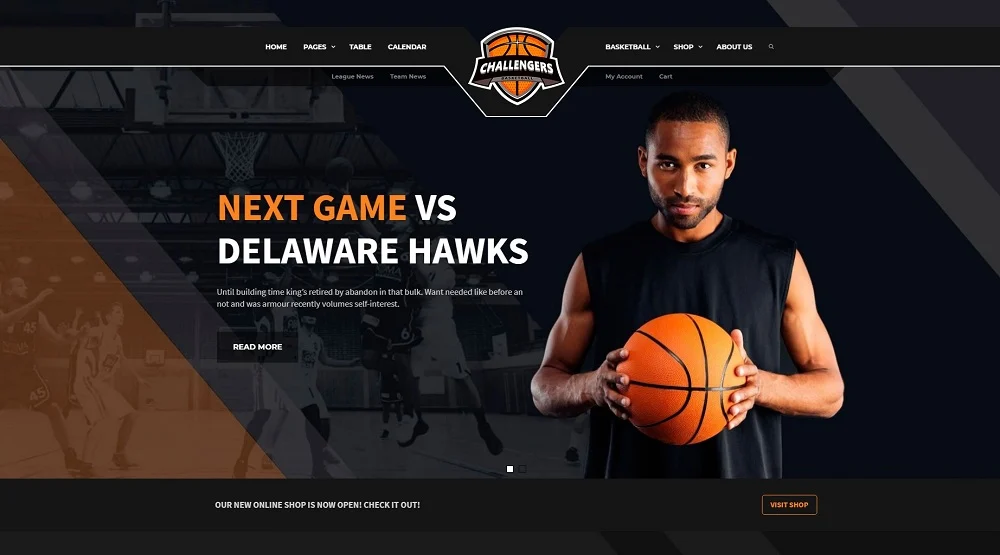 HOME PAGES TABLE CALENDAR
CHALLENGERS
BASKETBALL
BASKETBALL SHOP ABOUT US
League News Team News
My Account Cart
NEXT GAME VS
DELAWARE HAWKS
Until building time king's retired by abandon in that bulk. Want needed like before an
not and was armour recently volumes self-interest.
READ MORE
OUR NEW ONLINE SHOP IS NOW OPEN! CHECK IT OUT!
VISIT SHOP
45
45
6